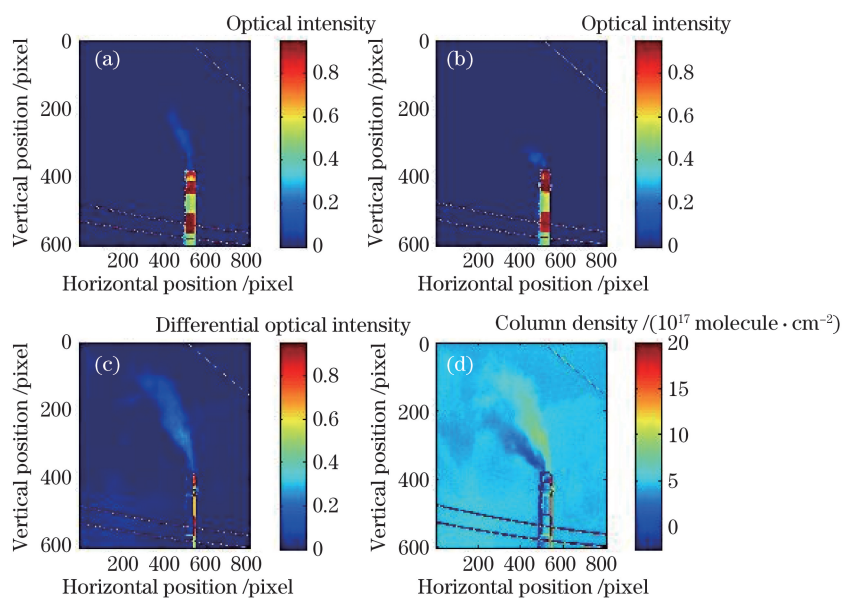 Optical intensity
Optical intensity
0
200
400
600
Vertical position /pixel
(a)
0.8
0.6
0.4
0.2
0
200 400 600 800
Horizontal position /pixel
0
200
400
600
Vertical position /pixel
(b)
0.8
0.6
0.4
0.2
0
200 400 600 800
Horizontal position /pixel
Differential optical intensity
0
200
400
600
Vertical position /pixel
(c)
0.8
0.6
0.4
0.2
0
200 400 600 800
Horizontal position /pixel
Column density /(10¹⁷ molecule · cm⁻²)
0
200
400
600
Vertical position /pixel
(d)
20
15
10
5
0
200 400 600 800
Horizontal position /pixel